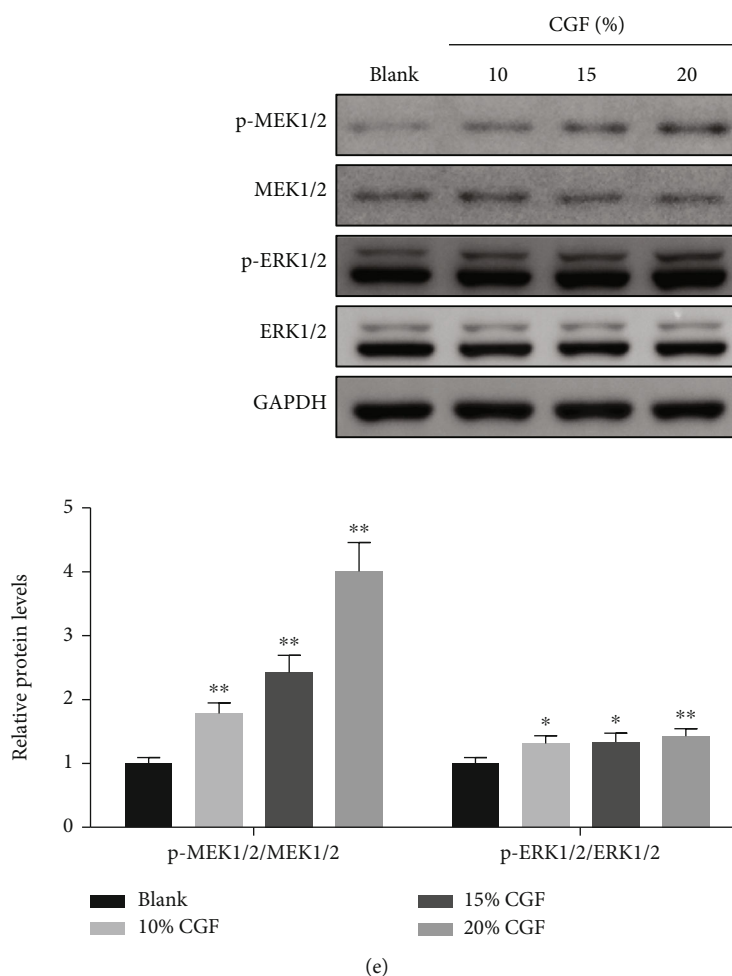 CGF (%)
Blank 10 15 20
p-MEK1/2
MEK1/2
p-ERK1/2
ERK1/2
GAPDH
5
4
3
2
1
0
Relative protein levels
** ** ** * * **
p-MEK1/2/MEK1/2 p-ERK1/2/ERK1/2
Blank 15% CGF
10% CGF 20% CGF
(e)